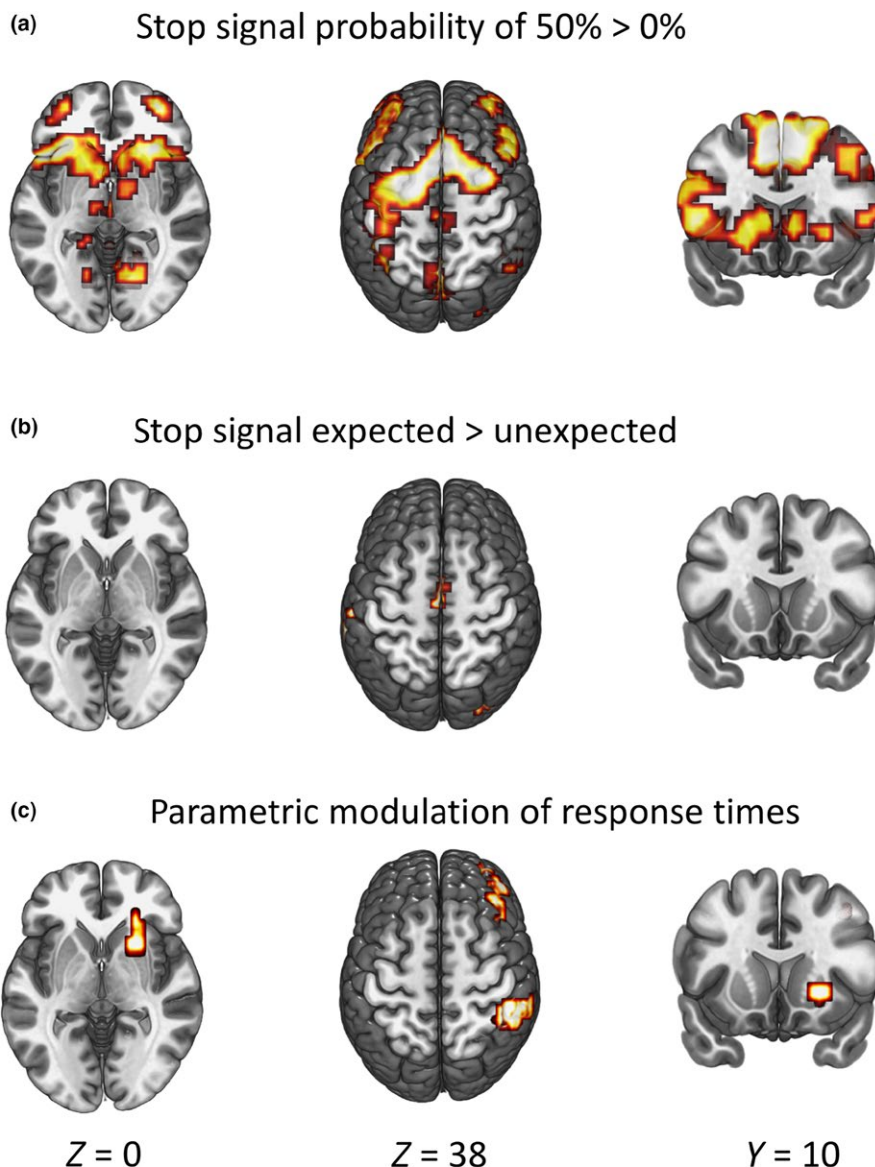 (a) Stop signal probability of 50% > 0%
(b) Stop signal expected > unexpected
(c) Parametric modulation of response times
Z = 0 Z = 38 Y = 10